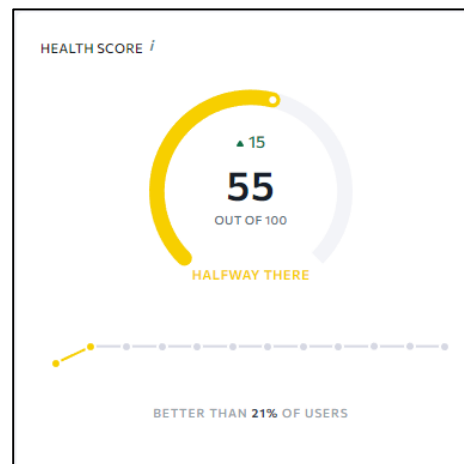 HEALTH SCORE i
▲ 15
55
OUT OF 100
HALFWAY THERE
BETTER THAN 21% OF USERS